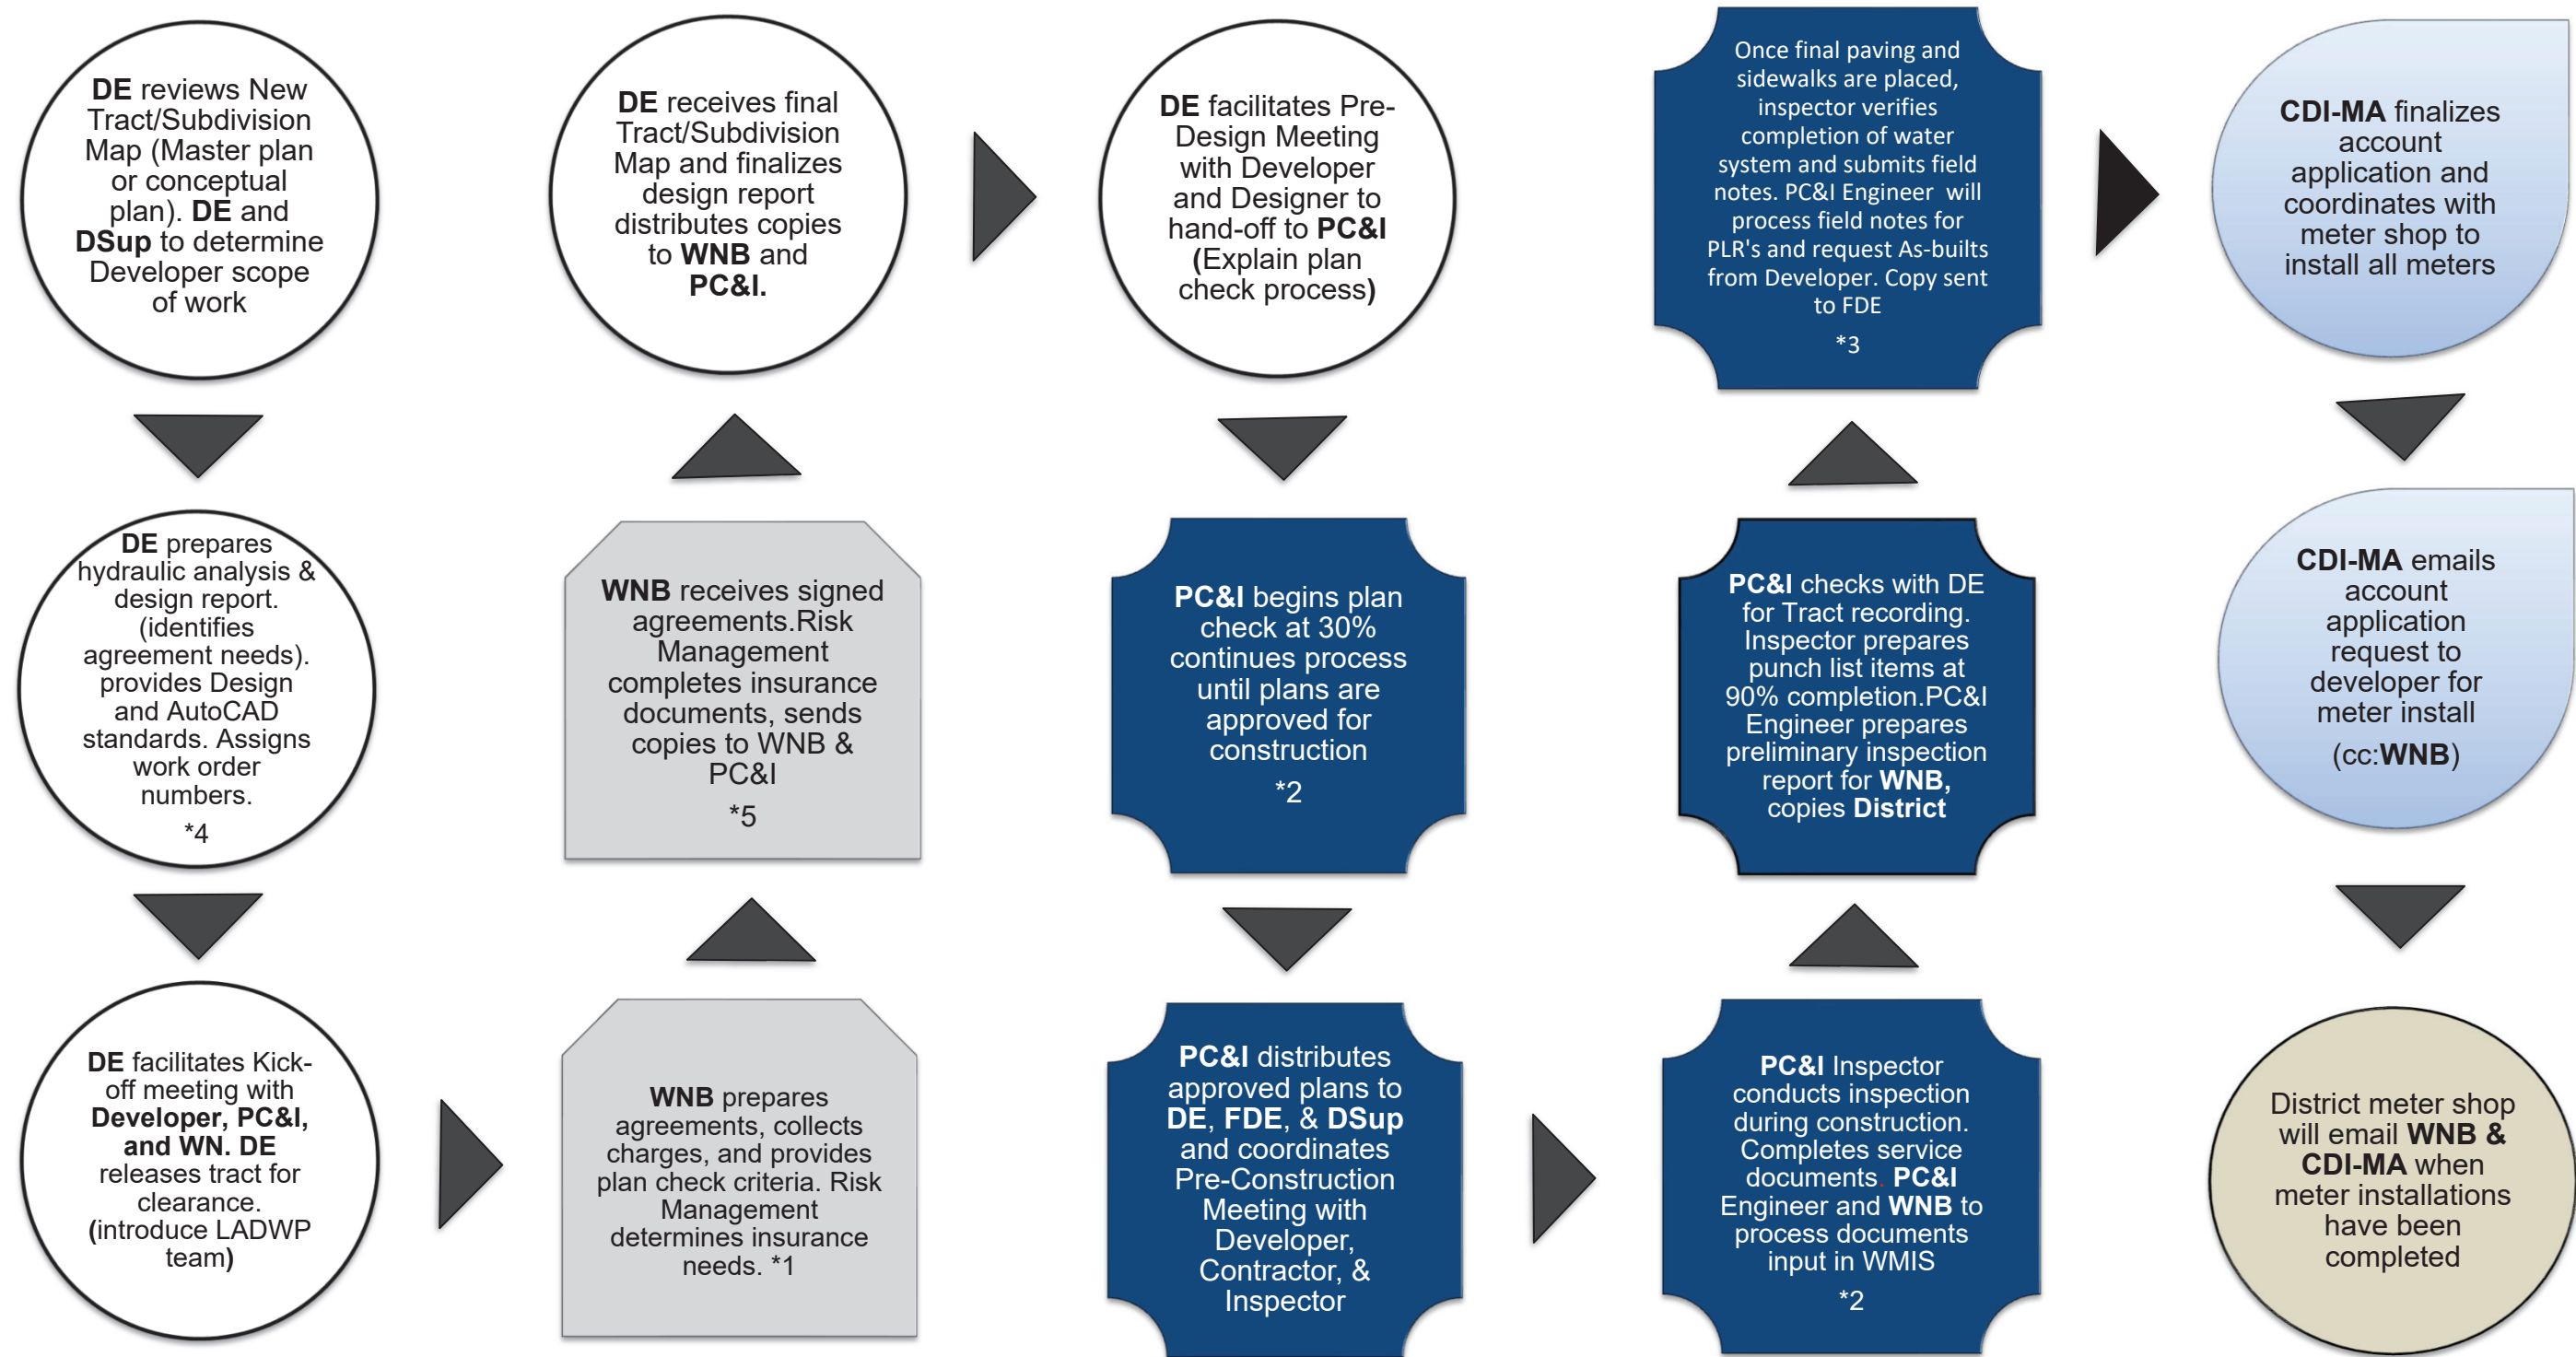 DE reviews New
Tract/Subdivision
Map (Master plan
or conceptual
plan). DE and
DSup to determine
Developer scope
of work
DE prepares
hydraulic analysis &
design report.
(identifies
agreement needs).
provides Design
and AutoCAD
standards. Assigns
work order
numbers.
*4
DE facilitates Kick-
off meeting with
Developer, PC&I,
and WN. DE
releases tract for
clearance.
(introduce LADWP
team)
WNB prepares
agreements, collects
charges, and provides
plan check criteria. Risk
Management
determines insurance
needs. *1
WNB receives signed
agreements.Risk
Management
completes insurance
documents, sends
copies to WNB &
PC&I
*5
DE receives final
Tract/Subdivision
Map and finalizes
design report
distributes copies
to WNB and
PC&I.
DE facilitates Pre-
Design Meeting
with Developer
and Designer to
hand-off to PC&I
(Explain plan
check process)
PC&I begins plan
check at 30%
continues process
until plans are
approved for
construction
*2
PC&I distributes
approved plans to
DE, FDE, & DSup
and coordinates
Pre-Construction
Meeting with
Developer,
Contractor, &
Inspector
PC&I Inspector
conducts inspection
during construction.
Completes service
documents. PC&I
Engineer and WNB to
process documents
input in WMIS
*2
PC&I checks with DE
for Tract recording.
Inspector prepares
punch list items at
90% completion.PC&I
Engineer prepares
preliminary inspection
report for WNB,
copies District
Once final paving and
sidewalks are placed,
inspector verifies
completion of water
system and submits field
notes. PC&I Engineer will
process field notes for
PLR's and request As-builts
from Developer. Copy sent
to FDE
*3
CDI-MA finalizes
account
application and
coordinates with
meter shop to
install all meters
CDI-MA emails
account
application
request to
developer for
meter install
(cc:WNB)
District meter shop
will email WNB &
CDI-MA when
meter installations
have been
completed